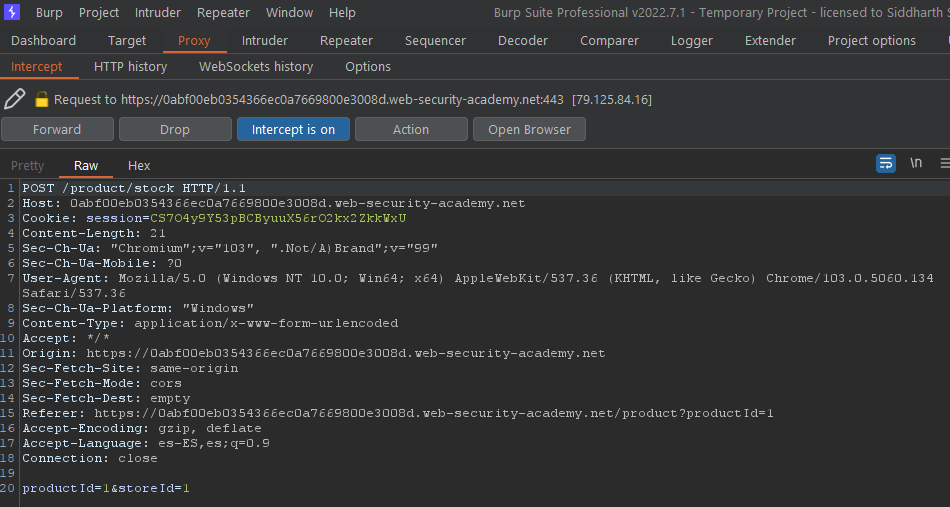 Burp Project Intruder Repeater Window Help Burp Suite Professional v2022.7.1 - Temporary Project - licensed to Siddharth
Dashboard Target Proxy Intruder Repeater Sequencer Decoder Comparer Logger Extender Project options
Intercept HTTP history WebSockets history Options
Request to https://0abf00eb0354366ec0a7669800e3008d.web-security-academy.net:443 [79.125.84.16]
Forward Drop Intercept is on Action Open Browser
Pretty Raw Hex \n
1 POST /product/stock HTTP/1.1
2 Host: 0abf00eb0354366ec0a7669800e3008d.web-security-academy.net
3 Cookie: session=CS7O4y9Y53pBCByuuX56rO2kx2ZkkWxU
4 Content-Length: 21
5 Sec-Ch-Ua: "Chromium";v="103", ".Not/A)Brand";v="99"
6 Sec-Ch-Ua-Mobile: ?0
7 User-Agent: Mozilla/5.0 (Windows NT 10.0; Win64; x64) AppleWebKit/537.36 (KHTML, like Gecko) Chrome/103.0.5060.134
Safari/537.36
8 Sec-Ch-Ua-Platform: "Windows"
9 Content-Type: application/x-www-form-urlencoded
10 Accept: */*
11 Origin: https://0abf00eb0354366ec0a7669800e3008d.web-security-academy.net
12 Sec-Fetch-Site: same-origin
13 Sec-Fetch-Mode: cors
14 Sec-Fetch-Dest: empty
15 Referer: https://0abf00eb0354366ec0a7669800e3008d.web-security-academy.net/product?productId=1
16 Accept-Encoding: gzip, deflate
17 Accept-Language: es-ES,es;q=0.9
18 Connection: close
19
20 productId=1&storeId=1